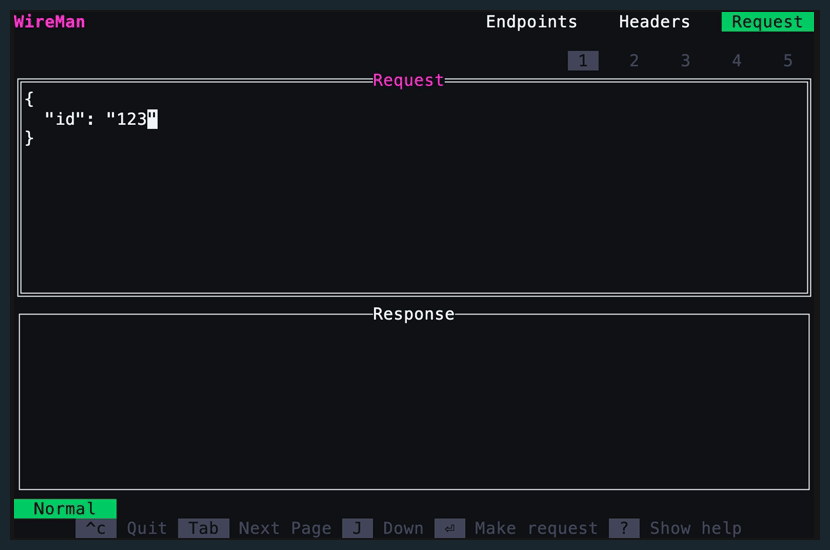 WireMan Endpoints Headers Request
1 2 3 4 5
Request
{
  "id": "123"
}
Response
Normal
^c Quit Tab Next Page J Down ⏎ Make request ? Show help